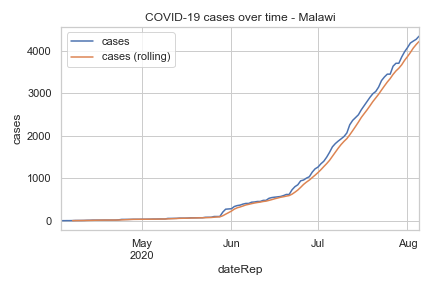 COVID-19 cases over time - Malawi
cases
cases (rolling)
4000
3000
2000
1000
0
cases
May
2020
Jun
Jul
Aug
dateRep